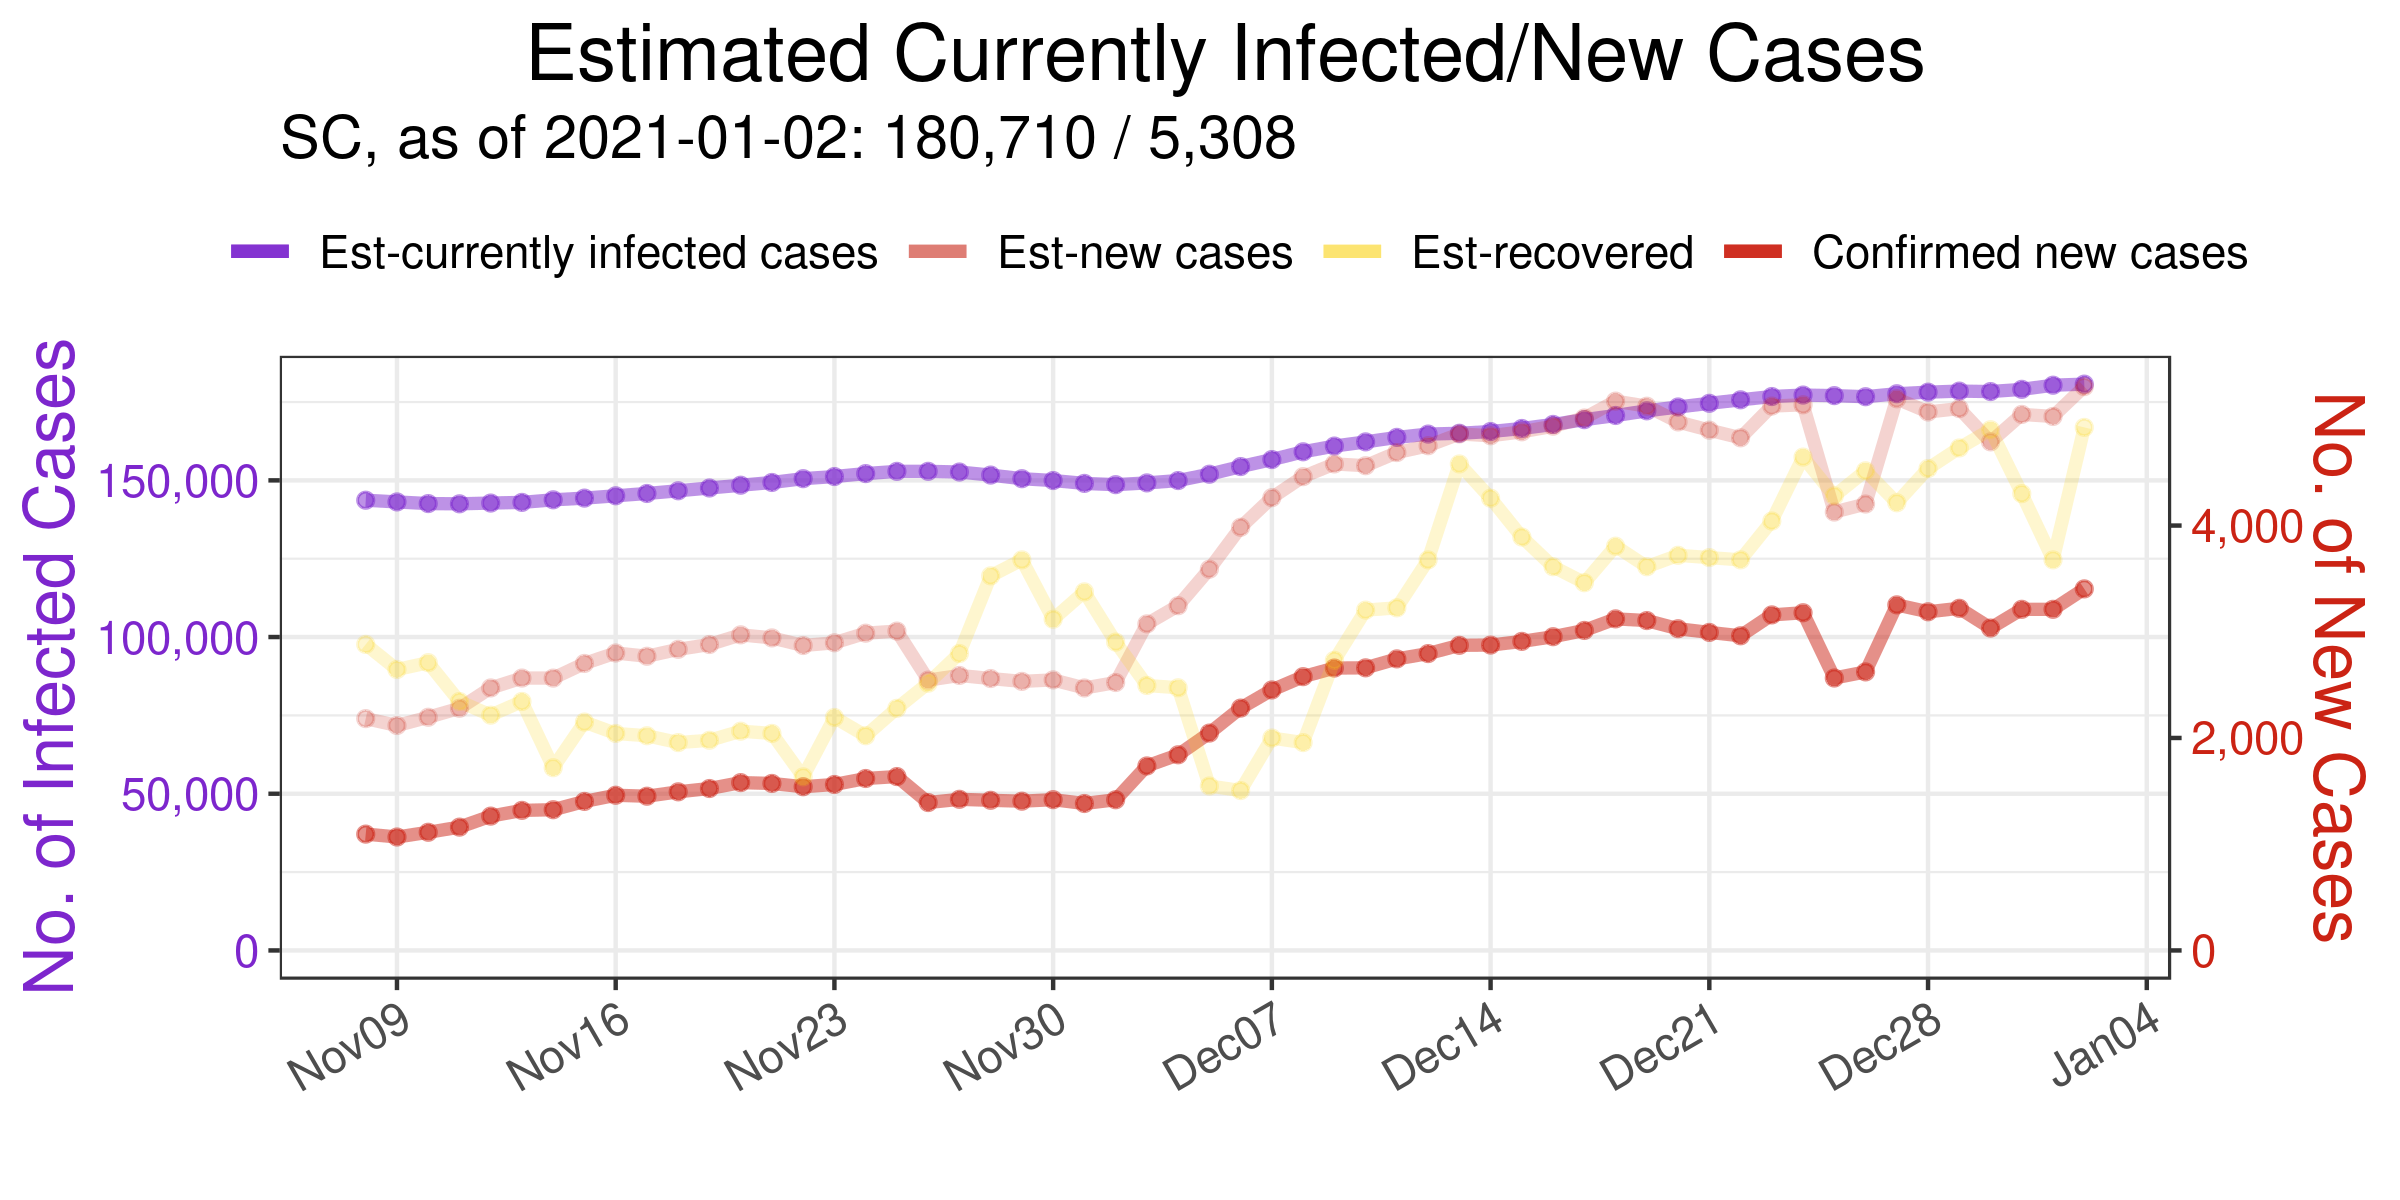 Estimated Currently Infected/New Cases
SC, as of 2021-01-02: 180,710 / 5,308
Est-currently infected cases Est-new cases Est-recovered Confirmed new cases
No. of Infected Cases
150,000
100,000
50,000
0
4,000
2,000
0
No. of New Cases
Nov09 Nov16 Nov23 Nov30 Dec07 Dec14 Dec21 Dec28 Jan04